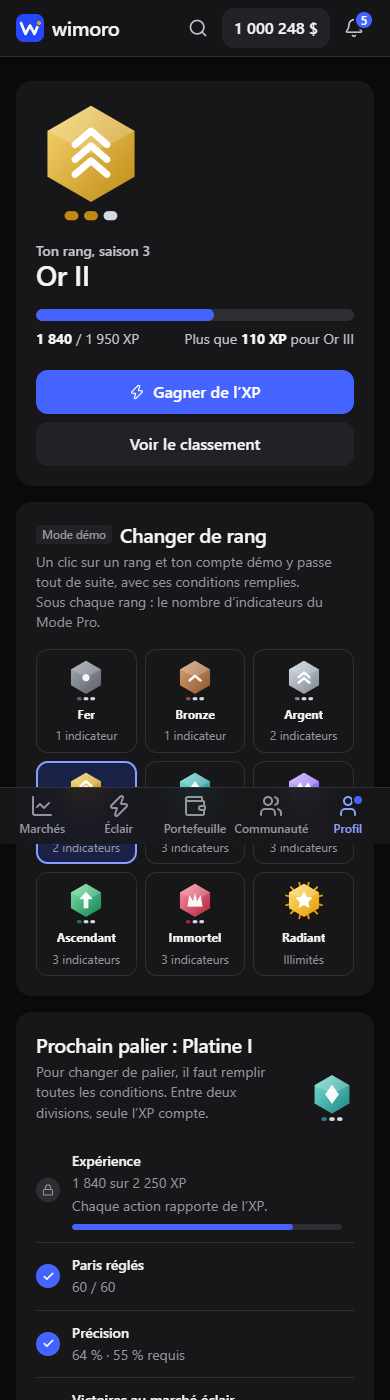 wimoro
1 000 248 $
5
Ton rang, saison 3
Or II
1 840 / 1 950 XP
Plus que 110 XP pour Or III
Gagner de l'XP
Voir le classement
Mode démo Changer de rang
Un clic sur un rang et ton compte démo y passe
tout de suite, avec ses conditions remplies.
Sous chaque rang : le nombre d'indicateurs du
Mode Pro.
Fer
1 indicateur
Bronze
1 indicateur
Argent
2 indicateurs
Marchés
Éclair
Portefeuille
Communauté
Profil
2 indicateurs
3 indicateurs
3 indicateurs
Ascendant
3 indicateurs
Immortel
3 indicateurs
Radiant
Illimités
Prochain palier : Platine I
Pour changer de palier, il faut remplir
toutes les conditions. Entre deux
divisions, seule l'XP compte.
Expérience
1 840 sur 2 250 XP
Chaque action rapporte de l'XP.
Paris réglés
60 / 60
Précision
64 % · 55 % requis